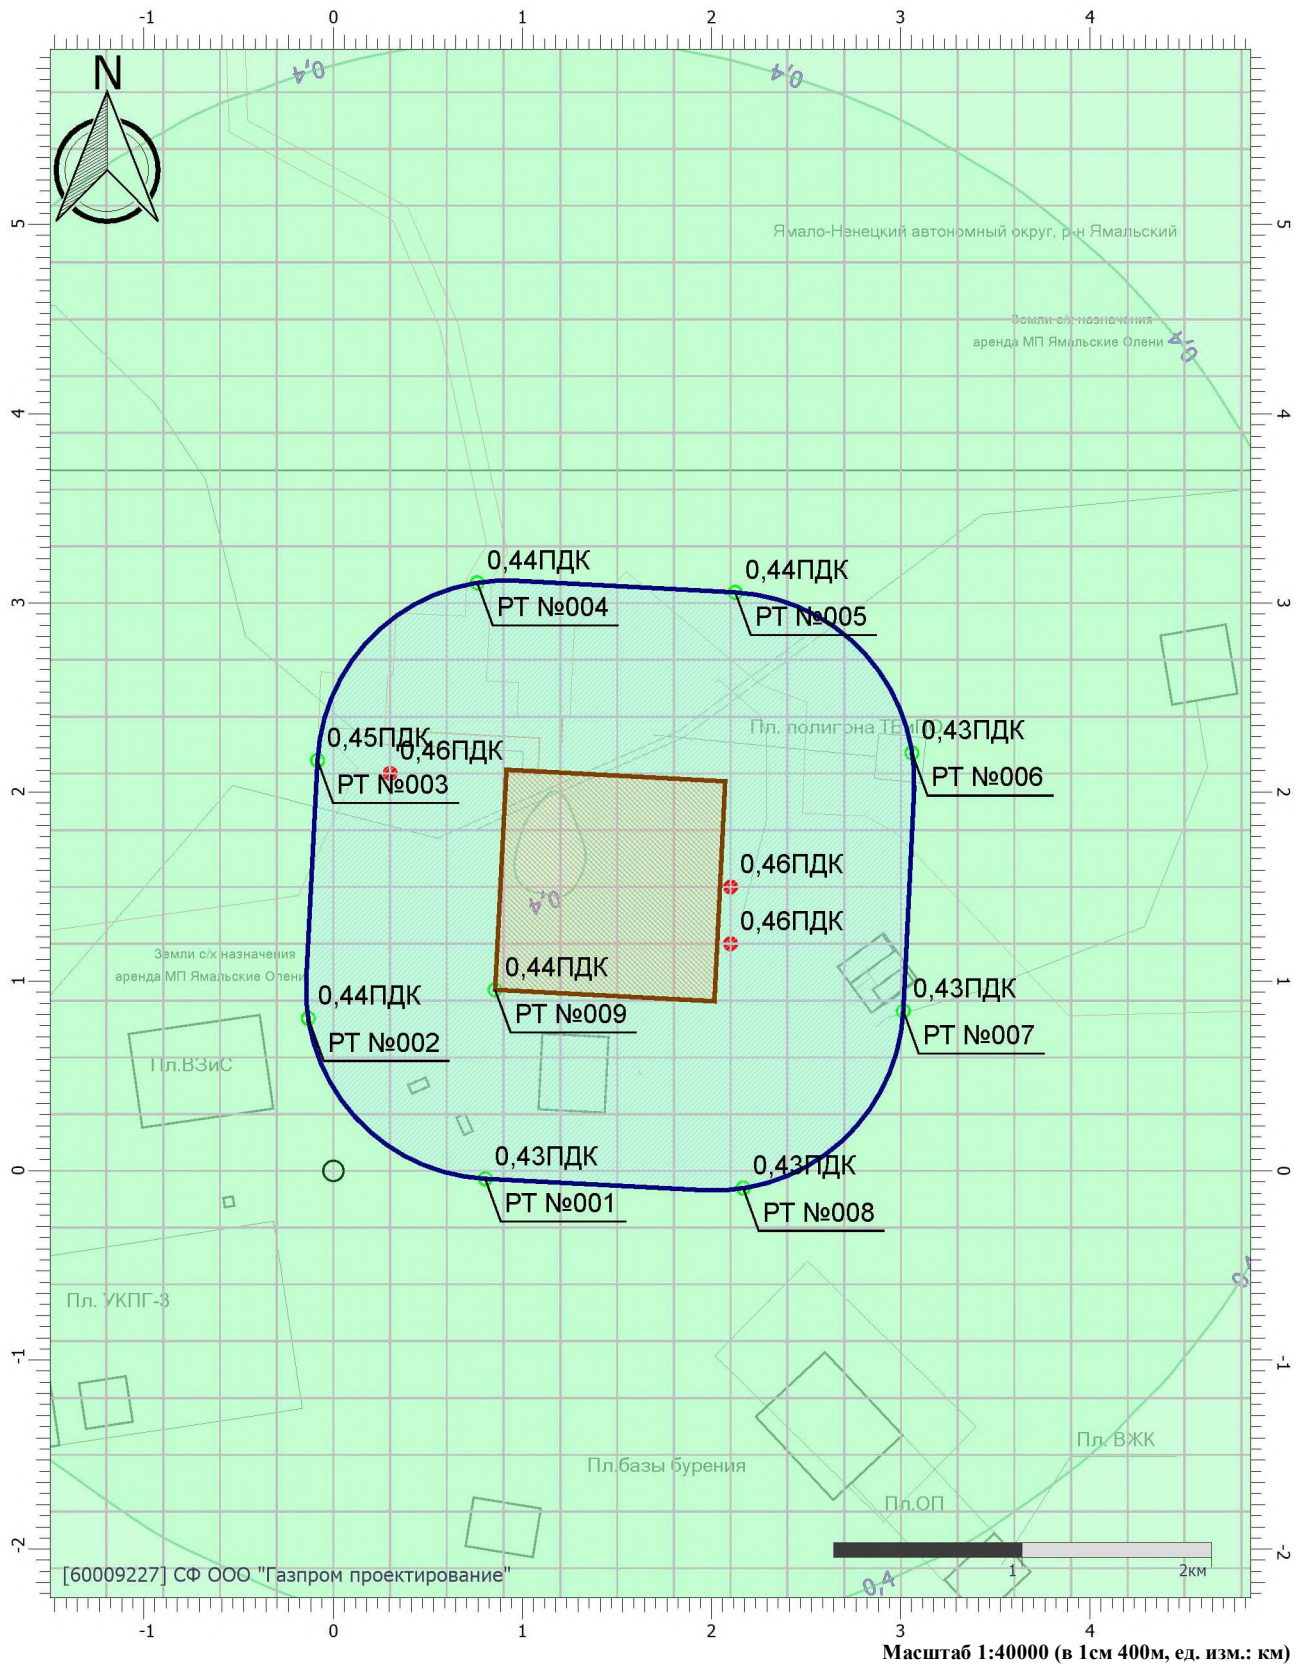 -1 0 1 2 3 4
0,4
0,4
N
5 5
Ямало-Ненецкий автономный округ, р-н Ямальский
Земли с/х назначения
аренда МП Ямальские Олени
0,4
4 4
0,44ПДК
РТ №004
0,44ПДК
РТ №005
3 3
Пл. полигона ТБиПО
0,45ПДК
РТ №003
0,46ПДК
0,43ПДК
РТ №006
2 2
0,46ПДК
0,4
0,46ПДК
Земли с/х назначения
аренда МП Ямальские Олени
0,44ПДК
РТ №009
1 1
0,44ПДК
РТ №002
0,43ПДК
РТ №007
Пл.ВЗиС
0,43ПДК
РТ №001
0,43ПДК
РТ №008
0 0
Пл. УКПГ-3
-1 -1
Пл. ВЖК
Пл.базы бурения
Пл.ОП
-2 -2
[60009227] СФ ООО "Газпром проектирование"
0,4
1 2км
-1 0 1 2 3 4
Масштаб 1:40000 (в 1см 400м, ед. изм.: км)